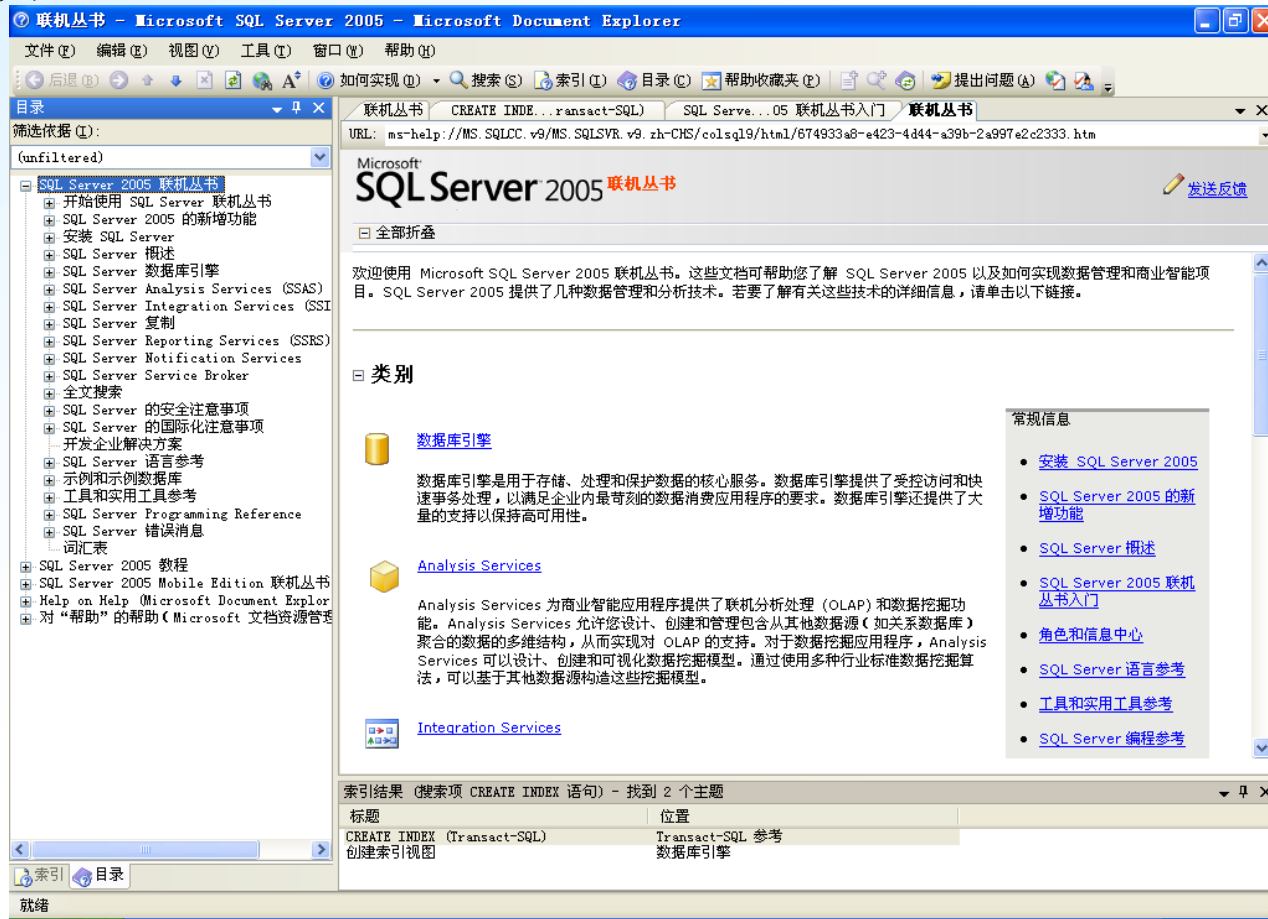 联机丛书 - Microsoft SQL Server 2005 - Microsoft Document Explorer
文件(F) 编辑(E) 视图(V) 工具(T) 窗口(W) 帮助(H)
后退(B) 如何实现(O) 搜索(S) 索引(I) 目录(C) 帮助收藏夹(P) 提出问题(A)
目录
筛选依据(I):
(unfiltered)
SQL Server 2005 联机丛书
开始使用 SQL Server 联机丛书
SQL Server 2005 的新增功能
安装 SQL Server
SQL Server 概述
SQL Server 数据库引擎
SQL Server Analysis Services (SSAS)
SQL Server Integration Services (SSI
SQL Server 复制
SQL Server Reporting Services (SSRS)
SQL Server Notification Services
SQL Server Service Broker
全文搜索
SQL Server 的安全注意事项
SQL Server 的国际化注意事项
开发企业解决方案
SQL Server 语言参考
示例和示例数据库
工具和实用工具参考
SQL Server Programming Reference
SQL Server 错误消息
词汇表
SQL Server 2005 教程
SQL Server 2005 Mobile Edition 联机丛书
Help on Help (Microsoft Document Explor
对“帮助”的帮助(Microsoft 文档资源管理
索引 目录
就绪
联机丛书 CREATE INDE...ransact-SQL) SQL Serve...05 联机丛书入门 联机丛书
URL: ms-help://MS.SQLCC.v9/MS.SQLSVR.v9.zh-CHS/colsql9/html/674933a8-e423-4d44-a39b-2a997e2c2333.htm
Microsoft
SQL Server 2005 联机丛书
发送反馈
全部折叠
欢迎使用 Microsoft SQL Server 2005 联机丛书。这些文档可帮助您了解 SQL Server 2005 以及如何实现数据管理和商业智能项
目。SQL Server 2005 提供了几种数据管理和分析技术。若要了解有关这些技术的详细信息，请单击以下链接。
类别
数据库引擎
数据库引擎是用于存储、处理和保护数据的核心服务。数据库引擎提供了受控访问和快
速事务处理，以满足企业内最苛刻的数据消费应用程序的要求。数据库引擎还提供了大
量的支持以保持高可用性。
Analysis Services
Analysis Services 为商业智能应用程序提供了联机分析处理 (OLAP) 和数据挖掘功
能。Analysis Services 允许您设计、创建和管理包含从其他数据源(如关系数据库)
聚合的数据的多维结构，从而实现对 OLAP 的支持。对于数据挖掘应用程序，Analysis
Services 可以设计、创建和可视化数据挖掘模型。通过使用多种行业标准数据挖掘算
法，可以基于其他数据源构造这些挖掘模型。
Integration Services
常规信息
安装 SQL Server 2005
SQL Server 2005 的新
增功能
SQL Server 概述
SQL Server 2005 联机
丛书入门
角色和信息中心
SQL Server 语言参考
工具和实用工具参考
SQL Server 编程参考
索引结果 (搜索项 CREATE INDEX 语句) - 找到 2 个主题
标题 位置
CREATE INDEX (Transact-SQL) Transact-SQL 参考
创建索引视图 数据库引擎